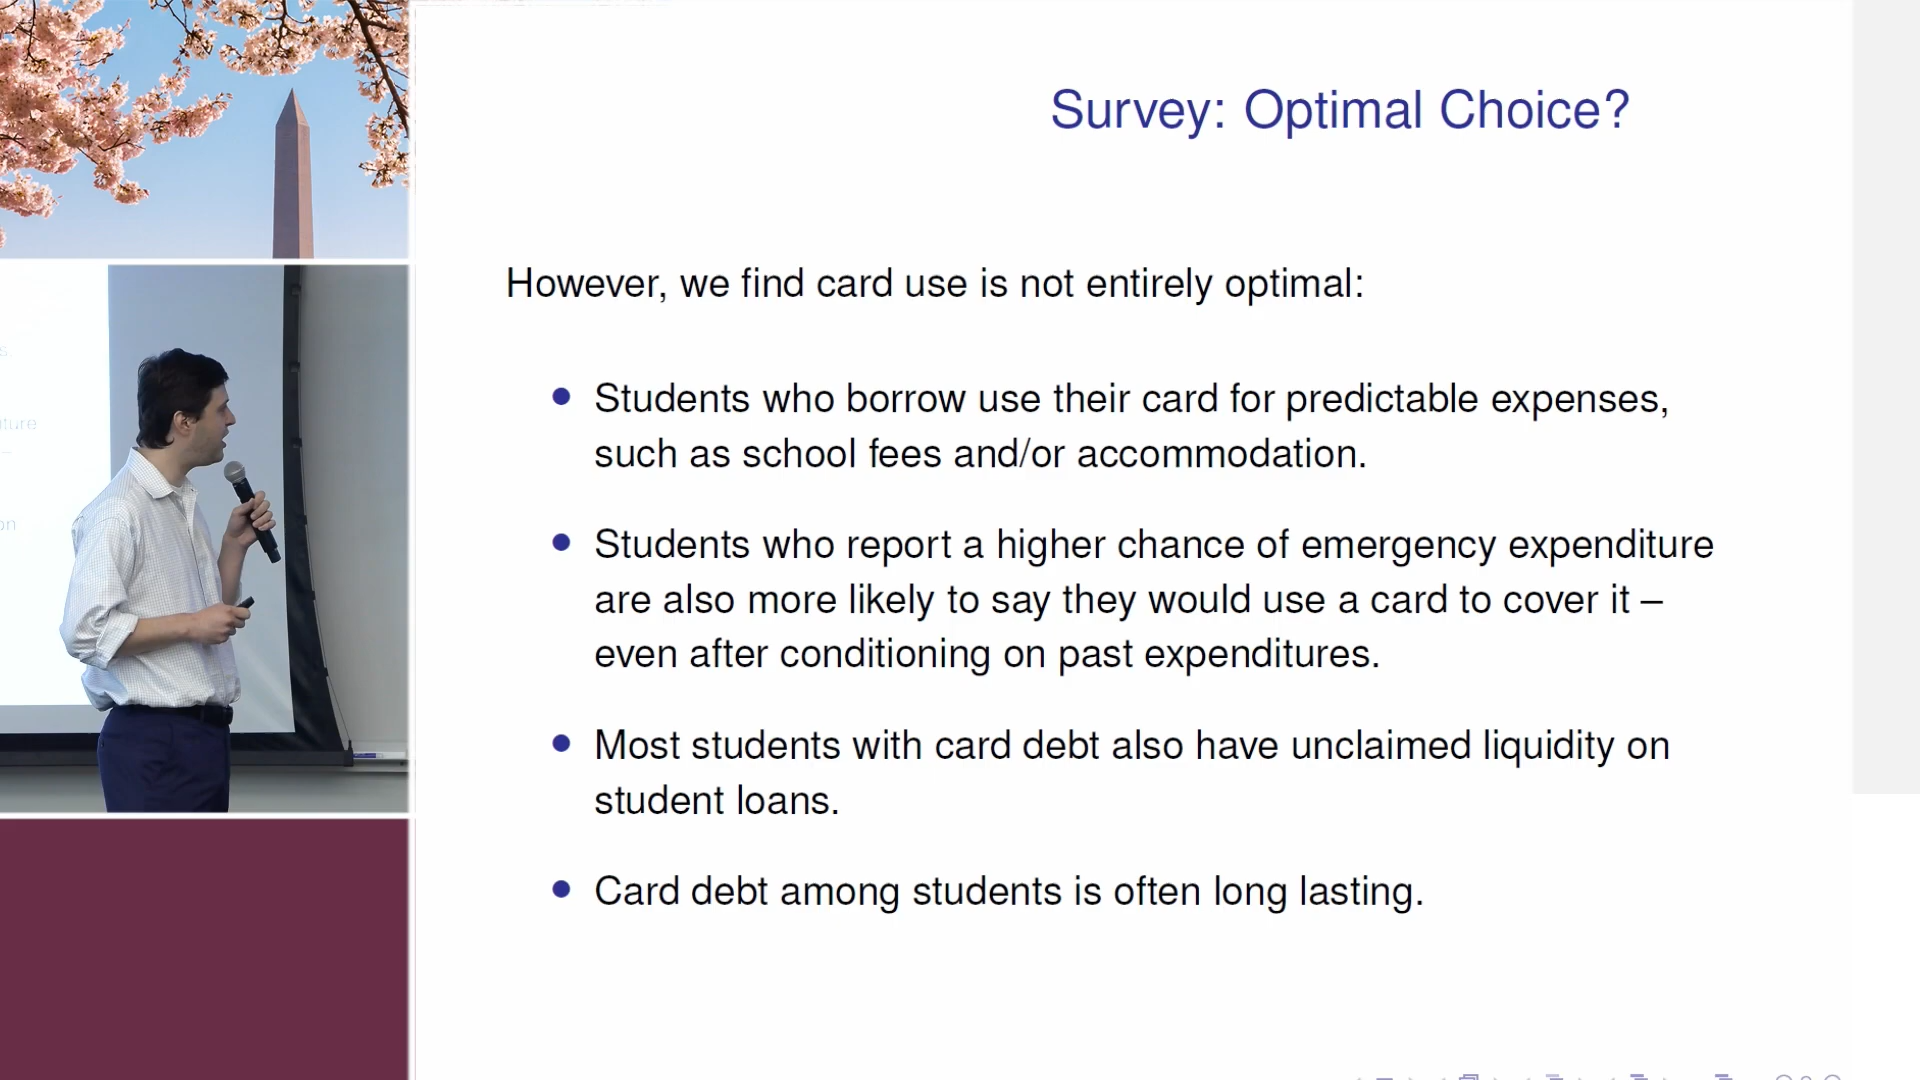 Survey: Optimal Choice?
However, we find card use is not entirely optimal:
Students who borrow use their card for predictable expenses,
such as school fees and/or accommodation.
Students who report a higher chance of emergency expenditure
are also more likely to say they would use a card to cover it –
even after conditioning on past expenditures.
Most students with card debt also have unclaimed liquidity on
student loans.
Card debt among students is often long lasting.